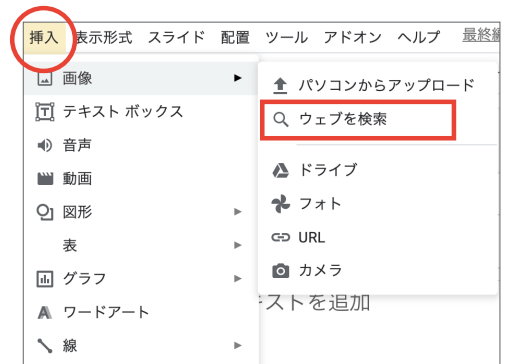 挿入 表示形式 スライド 配置 ツール アドオン ヘルプ 最終
画像
テキスト ボックス
音声
動画
図形
表
グラフ
ワードアート
線
パソコンからアップロード
ウェブを検索
ドライブ
フォト
URL
カメラ
キストを追加